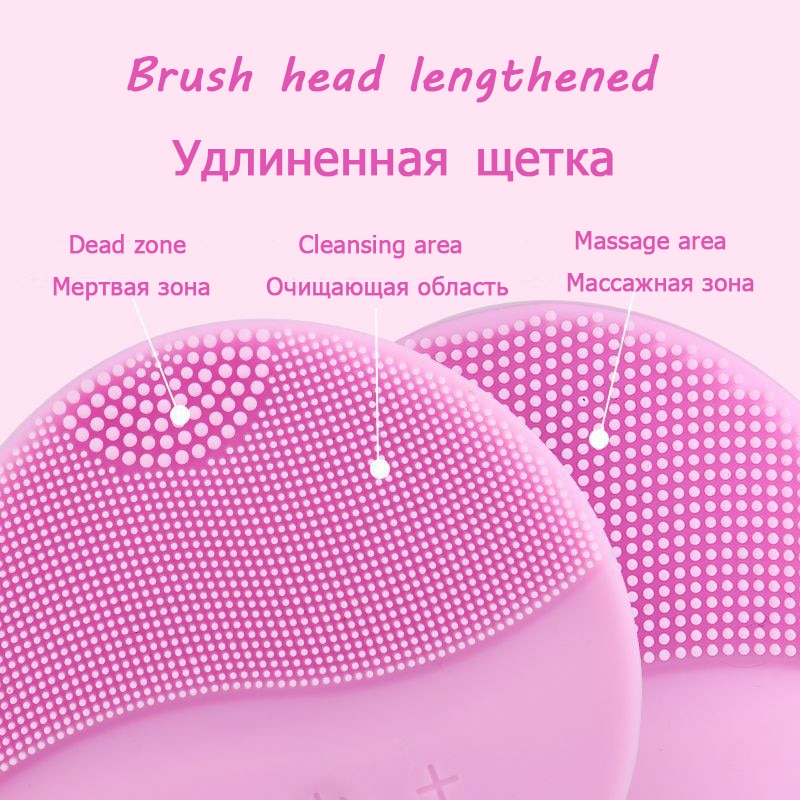 Brush head lengthened
Удлиненная щетка
Dead zone
Мертвая зона
Cleansing area
Очищающая область
Massage area
Массажная зона